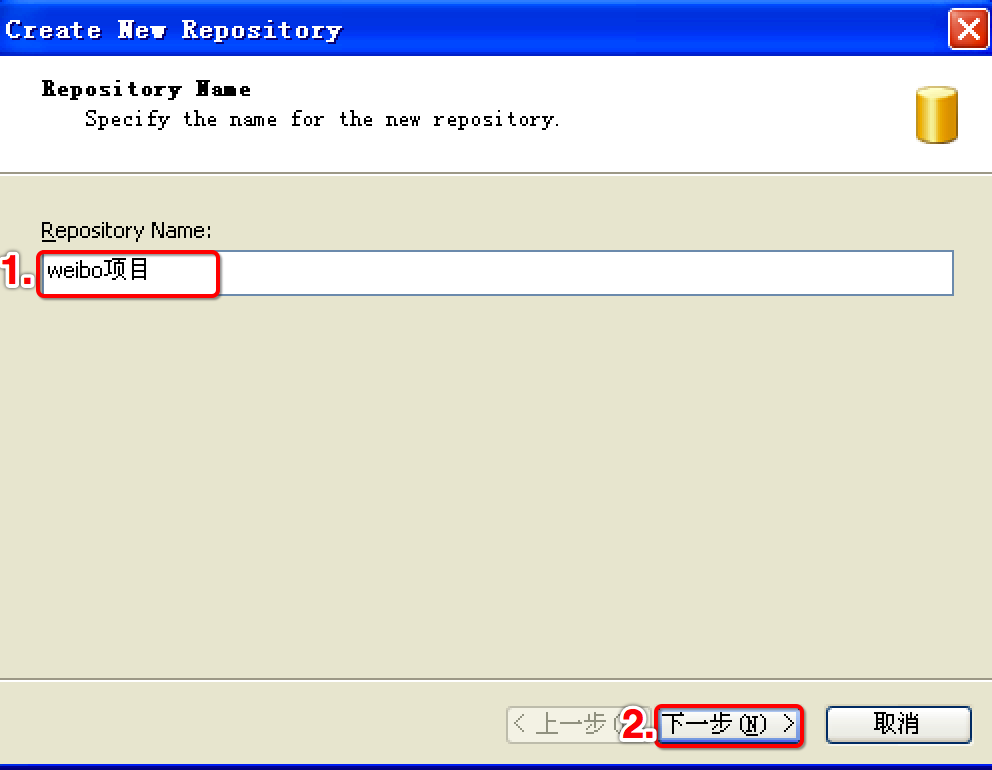 Create New Repository
Repository Name
Specify the name for the new repository.
Repository Name:
1. weibo项目
< 上一步 ( 2. 下一步(N) > 取消